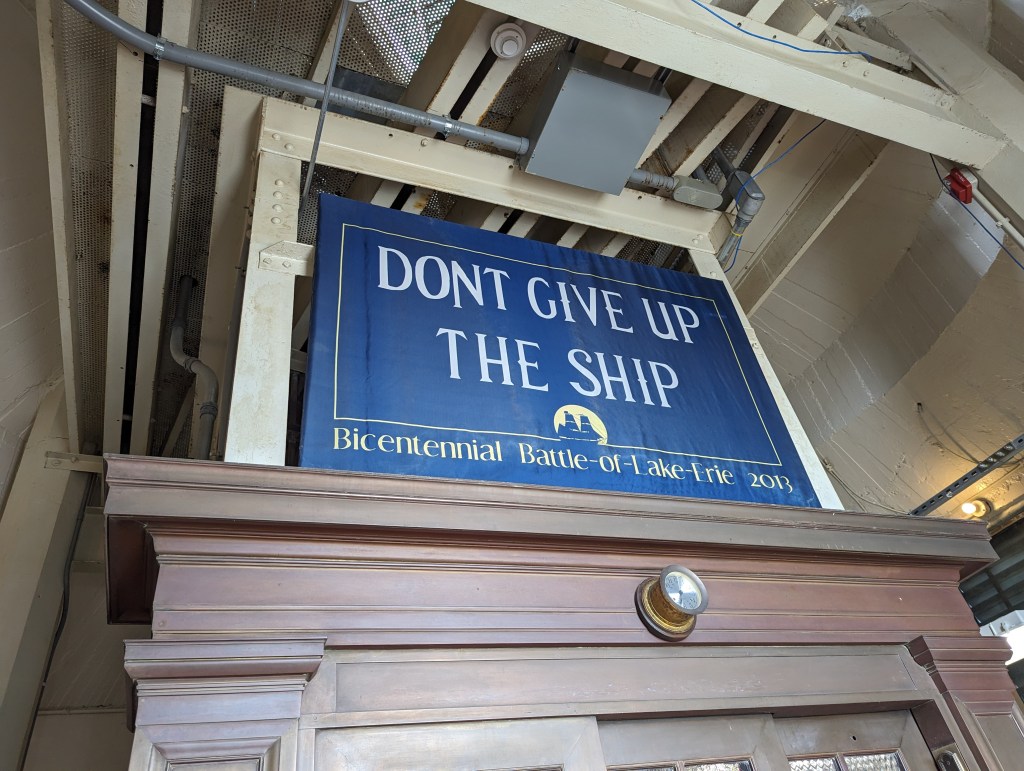 DONT GIVE UP
THE SHIP
Bicentennial Battle-of-Lake-Erie 2013